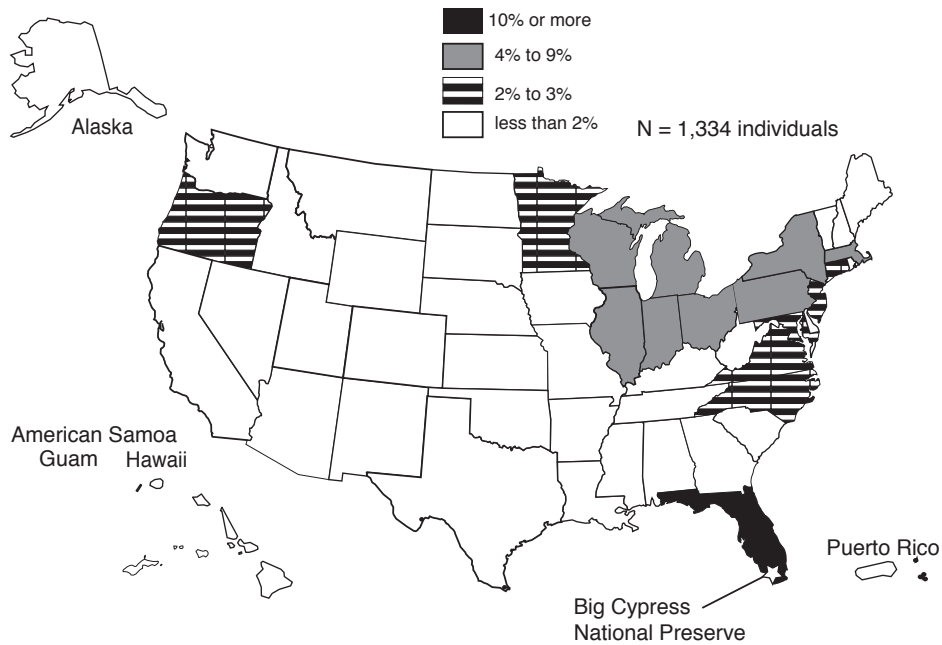 10% or more
4% to 9%
2% to 3%
less than 2%
N = 1,334 individuals
Alaska
American Samoa
Guam Hawaii
Puerto Rico
Big Cypress
National Preserve